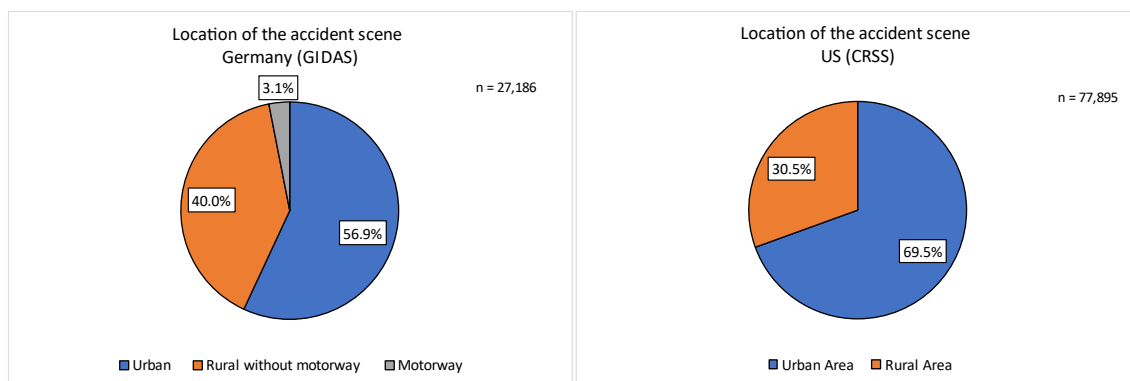 Location of the accident scene
Germany (GIDAS)
n = 27,186
3.1%
40.0%
56.9%
Urban
Rural without motorway
Motorway
Location of the accident scene
US (CRSS)
n = 77,895
30.5%
69.5%
Urban Area
Rural Area